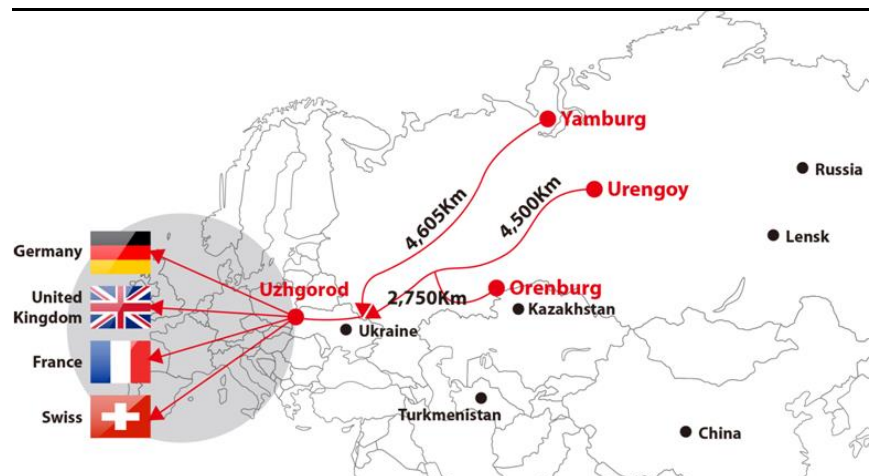 Yamburg
Russia
Urengoy
4,605Km
4,500Km
Lensk
Germany
Uzhgorod
Orenburg
United
Kingdom
2,750Km
Kazakhstan
Ukraine
France
Swiss
Turkmenistan
China